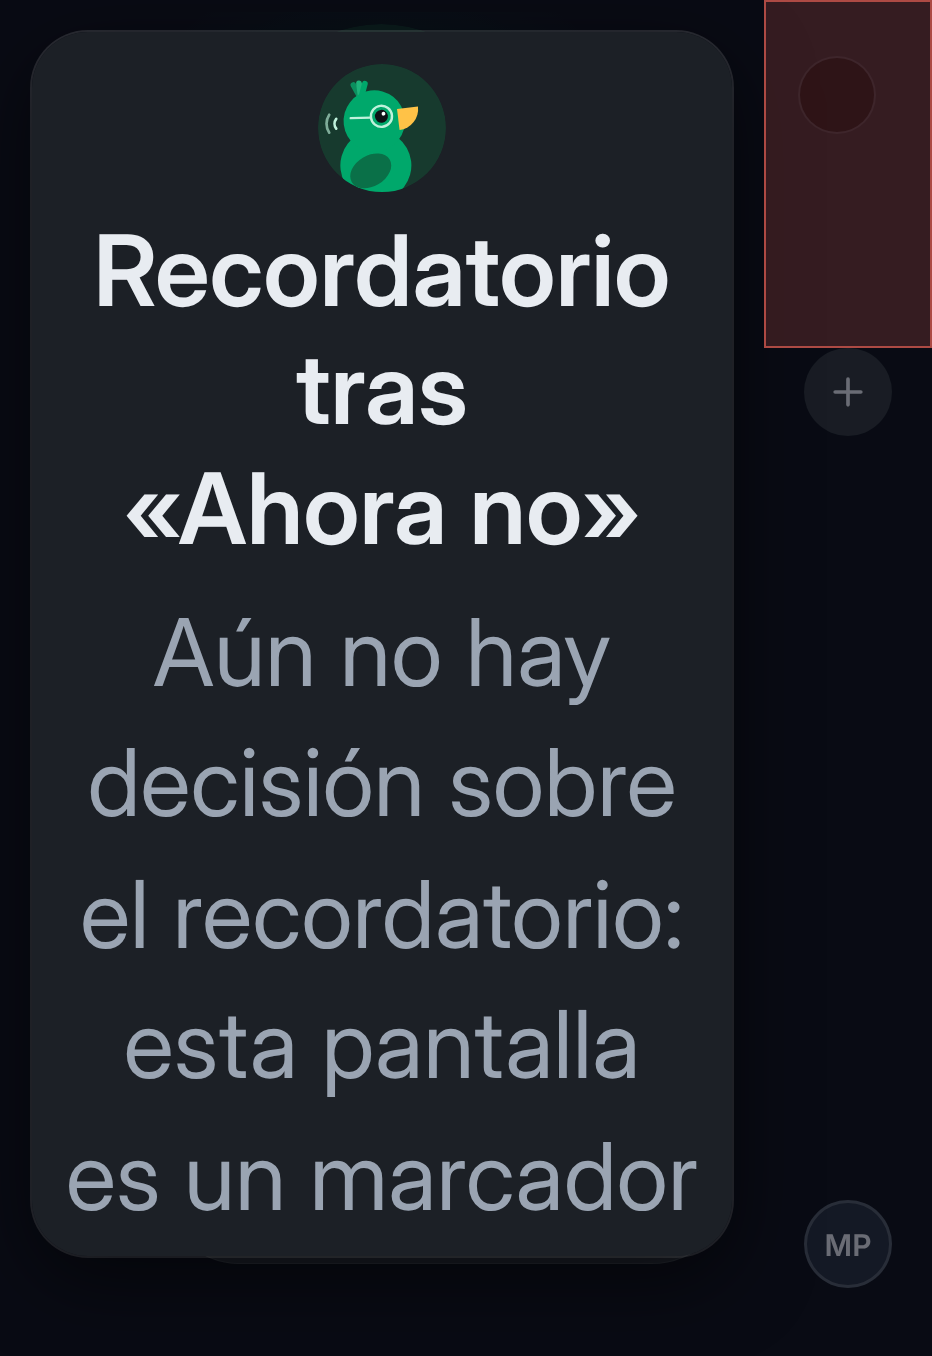 Recordatorio
tras
«Ahora no»
Aún no hay
decisión sobre
el recordatorio:
esta pantalla
es un marcador
MP